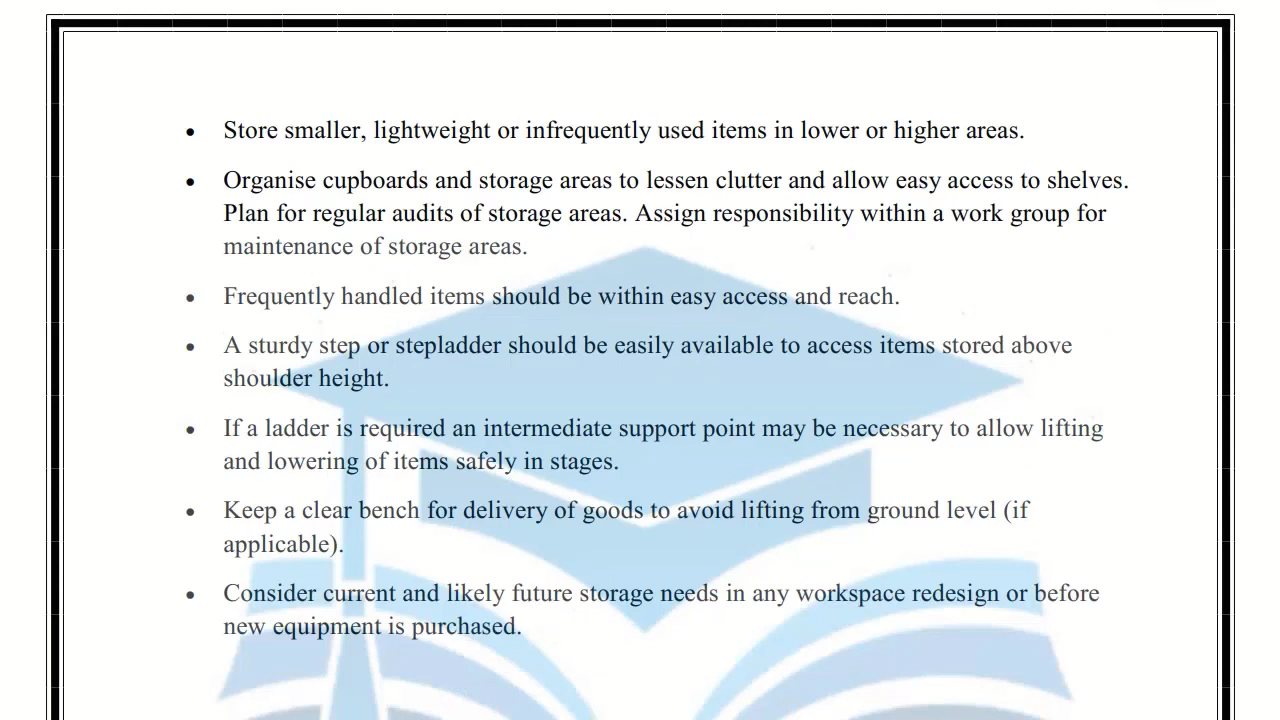 • Store smaller, lightweight or infrequently used items in lower or higher areas.
• Organise cupboards and storage areas to lessen clutter and allow easy access to shelves.
Plan for regular audits of storage areas. Assign responsibility within a work group for
maintenance of storage areas.
• Frequently handled items should be within easy access and reach.
• A sturdy step or stepladder should be easily available to access items stored above
shoulder height.
• If a ladder is required an intermediate support point may be necessary to allow lifting
and lowering of items safely in stages.
• Keep a clear bench for delivery of goods to avoid lifting from ground level (if
applicable).
• Consider current and likely future storage needs in any workspace redesign or before
new equipment is purchased.